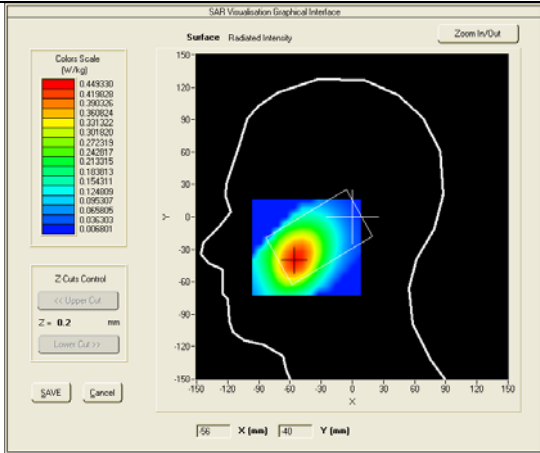 SAR Visualisation Graphical Interface
Surface Radiated Intensity
Zoom In/Out
Colors Scale
(W/kg)
0.449330
0.419828
0.390326
0.360824
0.331322
0.301820
0.272319
0.242817
0.213315
0.183813
0.154311
0.124809
0.095307
0.065805
0.036303
0.006801
Z Cuts Control
<< Upper Cut
Z = 0.2 mm
Lower Cut >>
SAVE
Cancel
150
120
90
60
30
0
-30
-60
-90
-120
-150
Y
-150 -120 -90 -60 -30 0 30 60 90 120 150
X
-56 X (mm) -40 Y (mm)